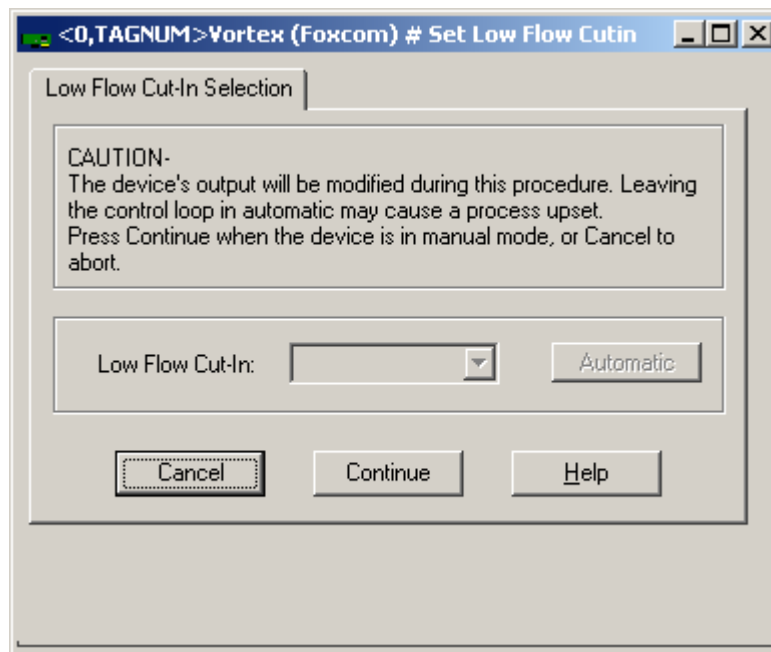 <0,TAGNUM>Vortex (Foxcom) # Set Low Flow Cutin
Low Flow Cut-In Selection
CAUTION-
The device's output will be modified during this procedure. Leaving
the control loop in automatic may cause a process upset.
Press Continue when the device is in manual mode, or Cancel to
abort.
Low Flow Cut-In: Automatic
Cancel Continue Help